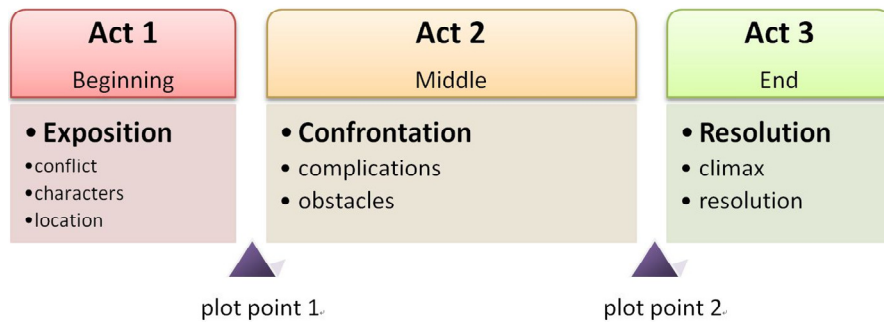 Act 1
Beginning
• Exposition
•conflict
•characters
•location
Act 2
Middle
• Confrontation
• complications
• obstacles
Act 3
End
• Resolution
• climax
• resolution
plot point 1
plot point 2